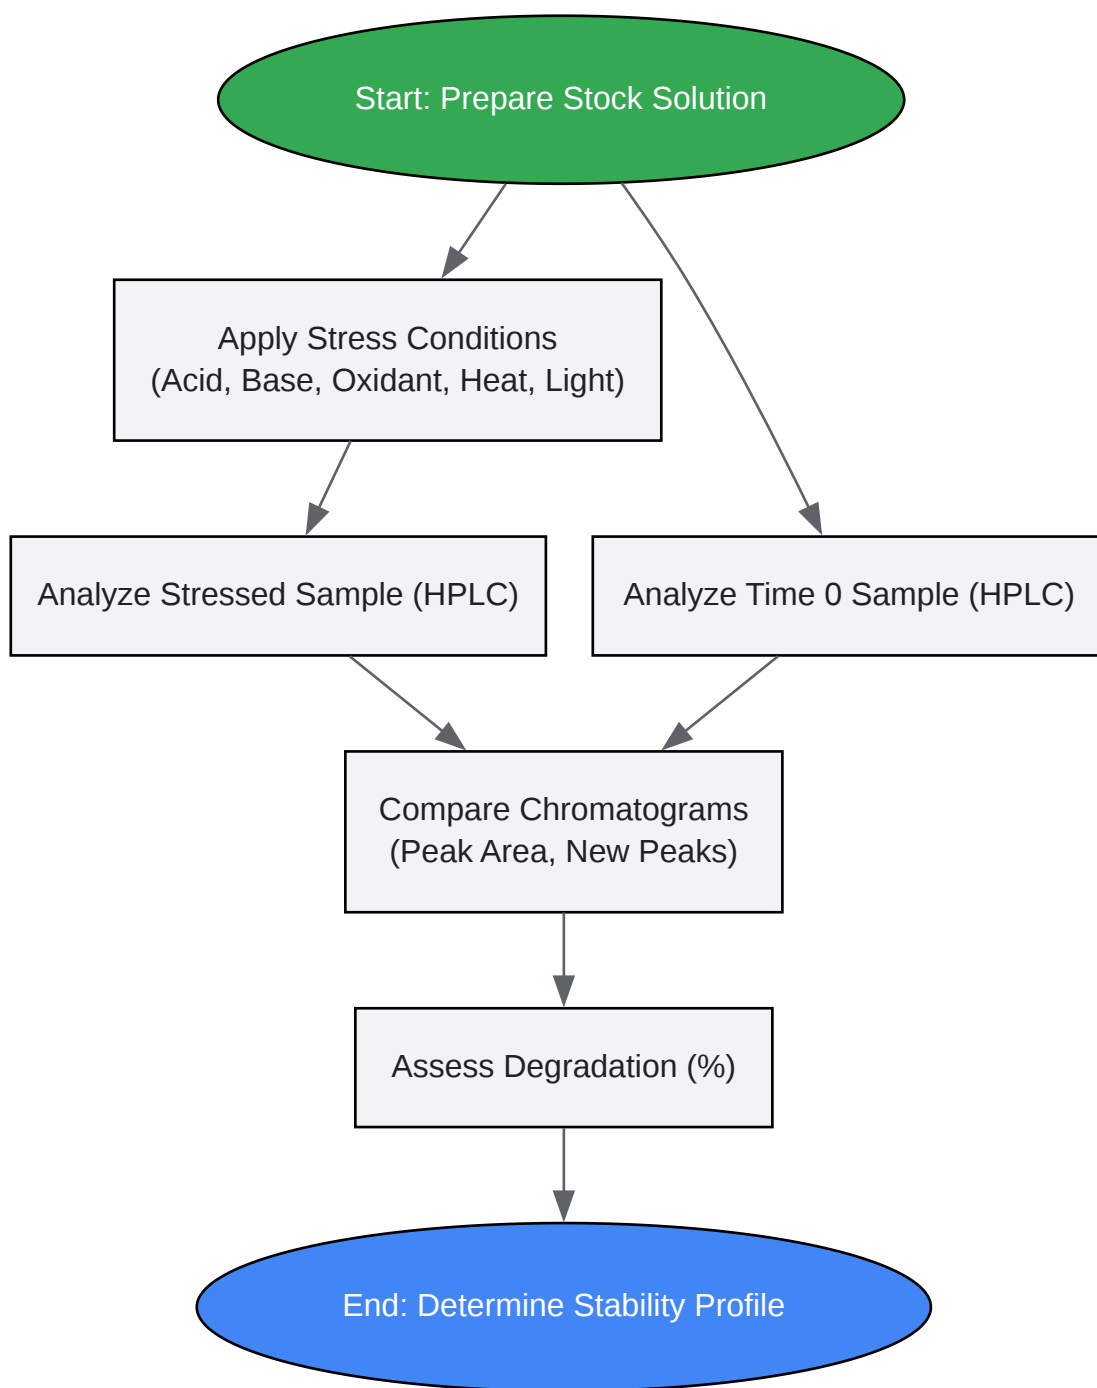 Start: Prepare Stock Solution
Apply Stress Conditions
(Acid, Base, Oxidant, Heat, Light)
Analyze Stressed Sample (HPLC)
Analyze Time 0 Sample (HPLC)
Compare Chromatograms
(Peak Area, New Peaks)
Assess Degradation (%)
End: Determine Stability Profile